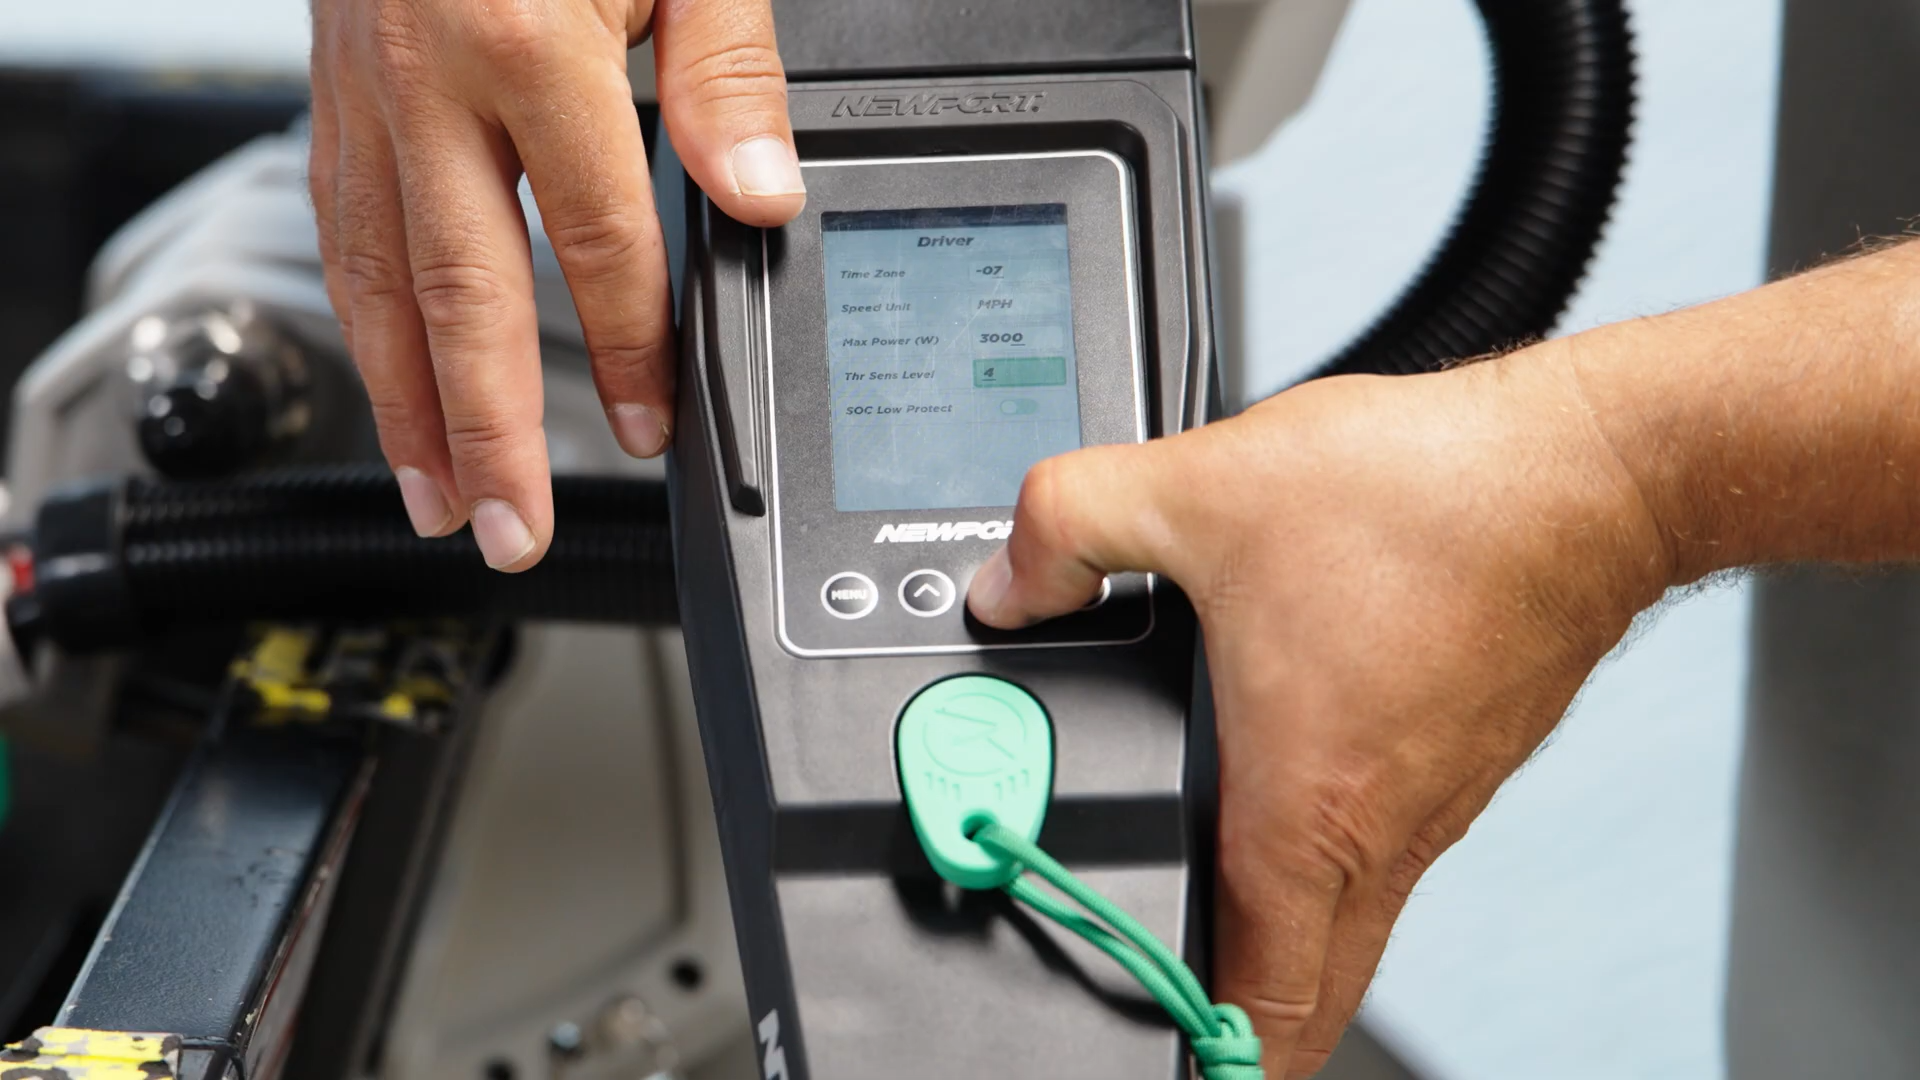 NEWPORT
Driver
Time Zone -07
Speed Unit MPH
Max Power (W) 3000
Thr Sens Level 4
SOC Low Protect
MENU